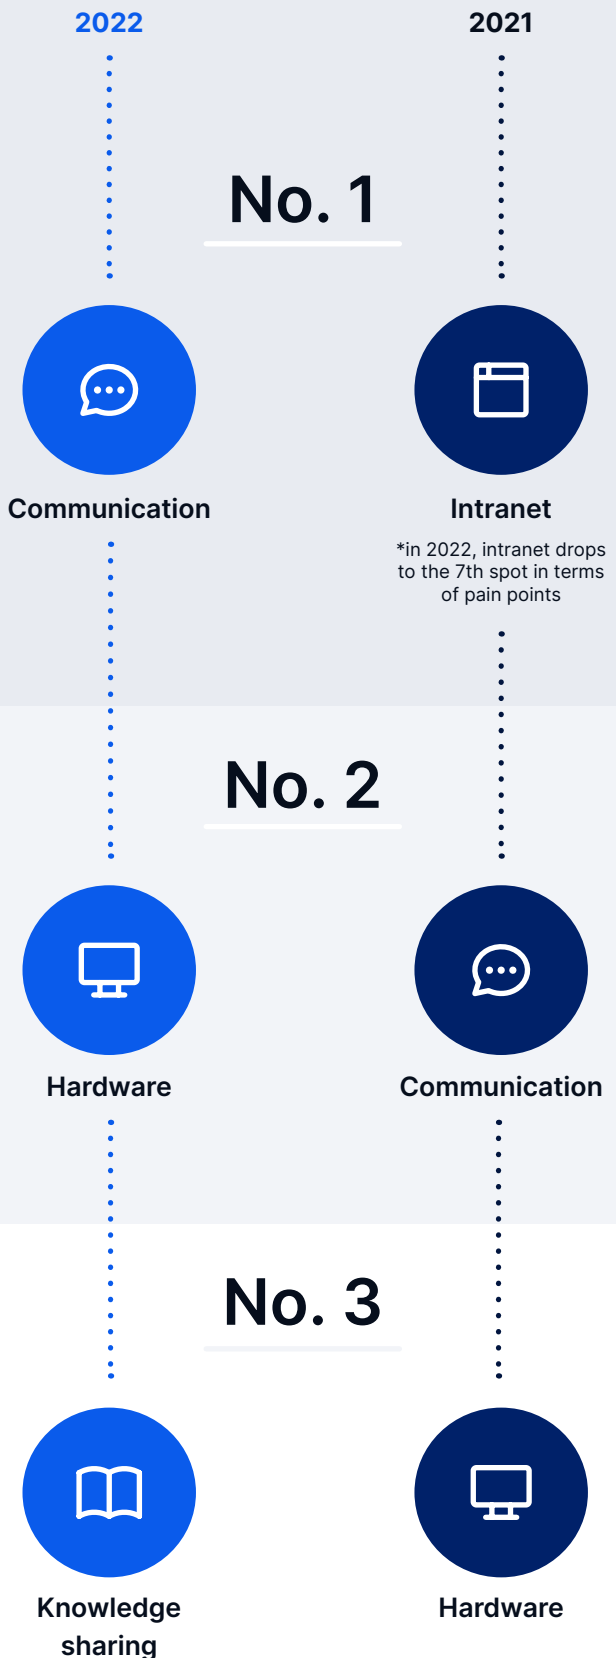 2022
2021
No. 1
Communication
Intranet
*in 2022, intranet drops
to the 7th spot in terms
of pain points
No. 2
Hardware
Communication
No. 3
Knowledge
sharing
Hardware